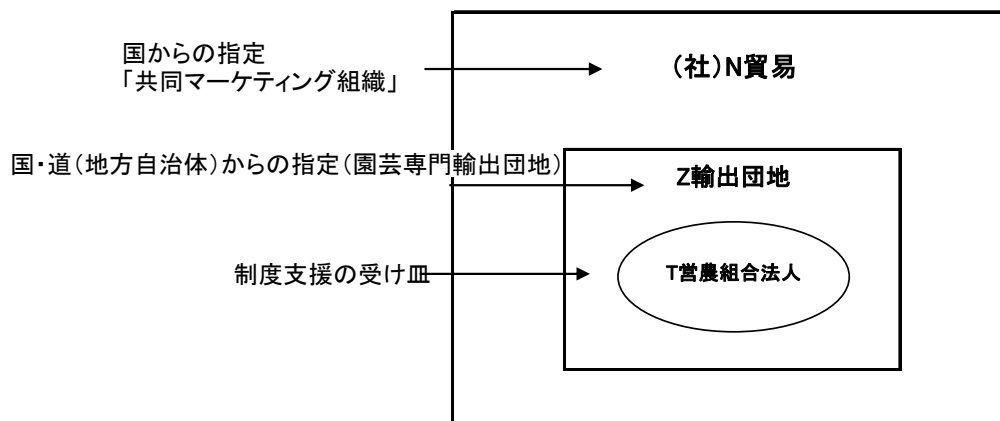 国からの指定
「共同マーケティング組織」
(社)N貿易
国・道(地方自治体)からの指定(園芸専門輸出団地)
Z輸出団地
制度支援の受け皿
T営農組合法人